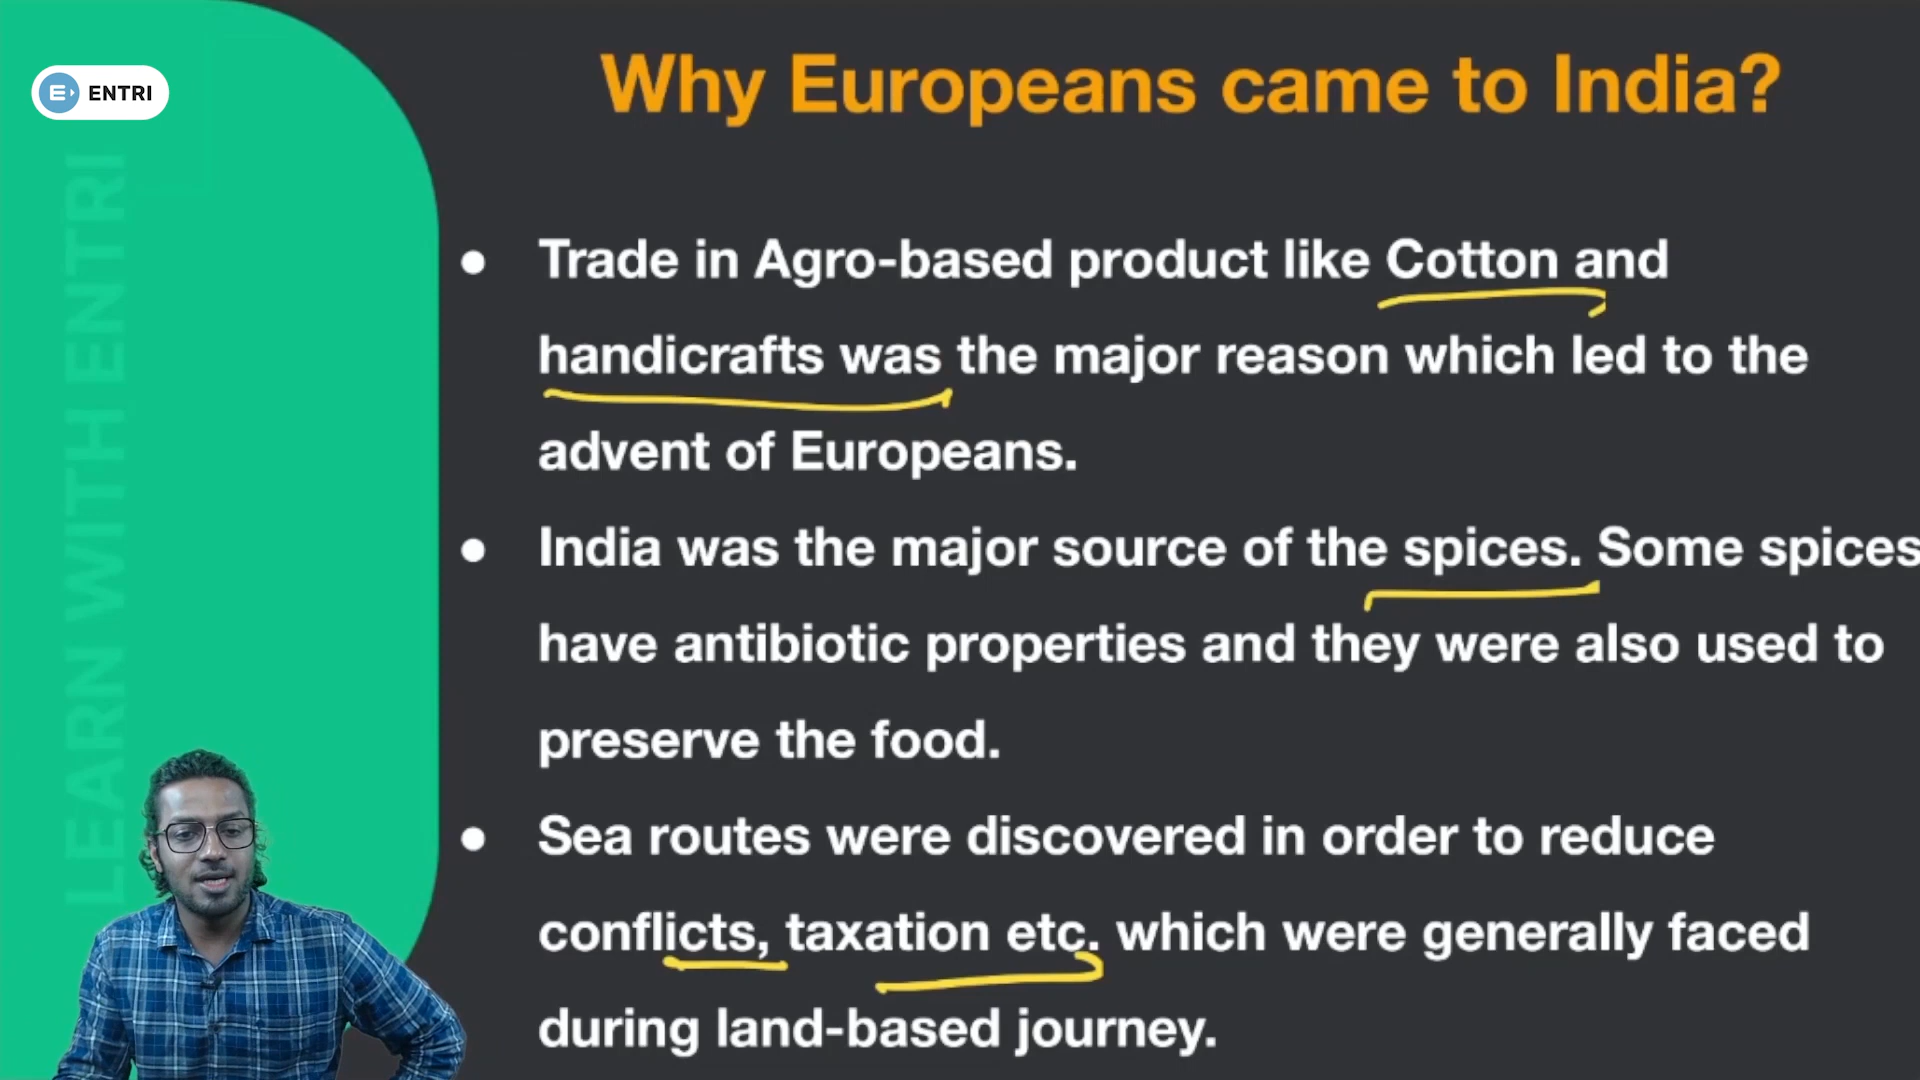 ENTRI
LEARN WITH ENTRI
Why Europeans came to India?
● Trade in Agro-based product like Cotton and
handicrafts was the major reason which led to the
advent of Europeans.
● India was the major source of the spices. Some spices
have antibiotic properties and they were also used to
preserve the food.
● Sea routes were discovered in order to reduce
conflicts, taxation etc. which were generally faced
during land-based journey.